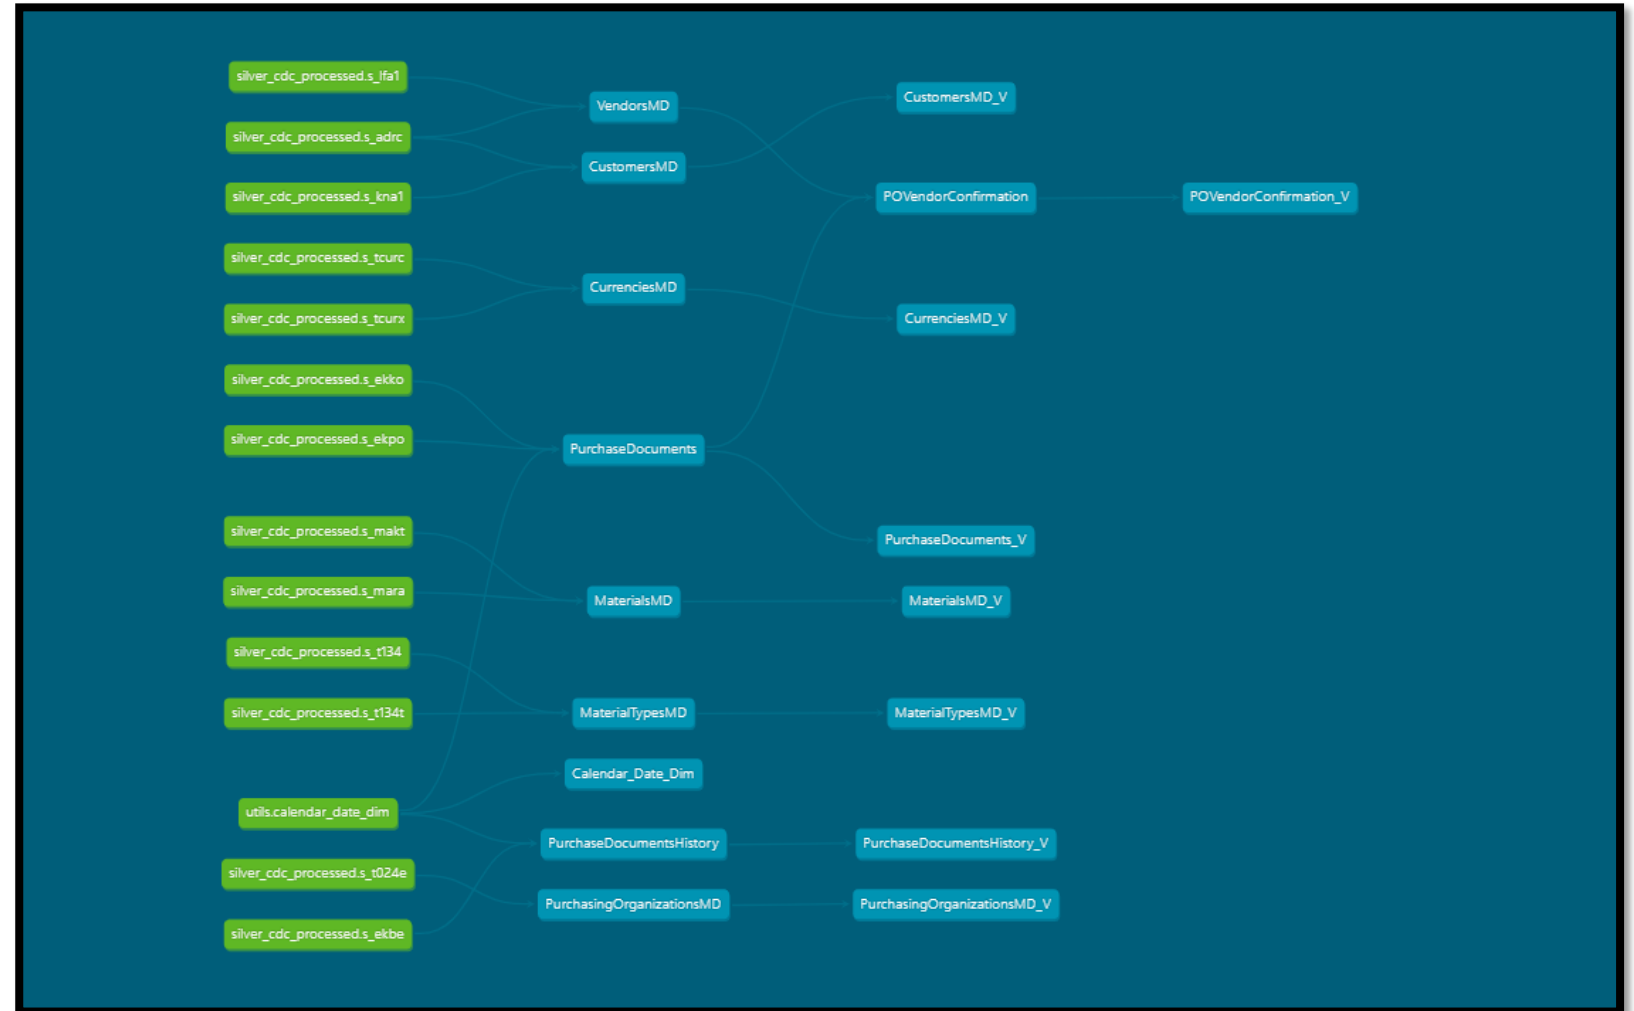 silver_cdc_processed.s_lfa1
silver_cdc_processed.s_adrc
silver_cdc_processed.s_kna1
silver_cdc_processed.s_tcurc
silver_cdc_processed.s_tcurx
silver_cdc_processed.s_ekko
silver_cdc_processed.s_ekpo
silver_cdc_processed.s_makt
silver_cdc_processed.s_mara
silver_cdc_processed.s_t134
silver_cdc_processed.s_t134t
utils.calendar_date_dim
silver_cdc_processed.s_t024e
silver_cdc_processed.s_ekbe
VendorsMD
CustomersMD
CurrenciesMD
PurchaseDocuments
MaterialsMD
MaterialTypesMD
Calendar_Date_Dim
PurchaseDocumentsHistory
PurchasingOrganizationsMD
CustomersMD_V
POVendorConfirmation
CurrenciesMD_V
PurchaseDocuments_V
MaterialsMD_V
MaterialTypesMD_V
PurchaseDocumentsHistory_V
PurchasingOrganizationsMD_V
POVendorConfirmation_V